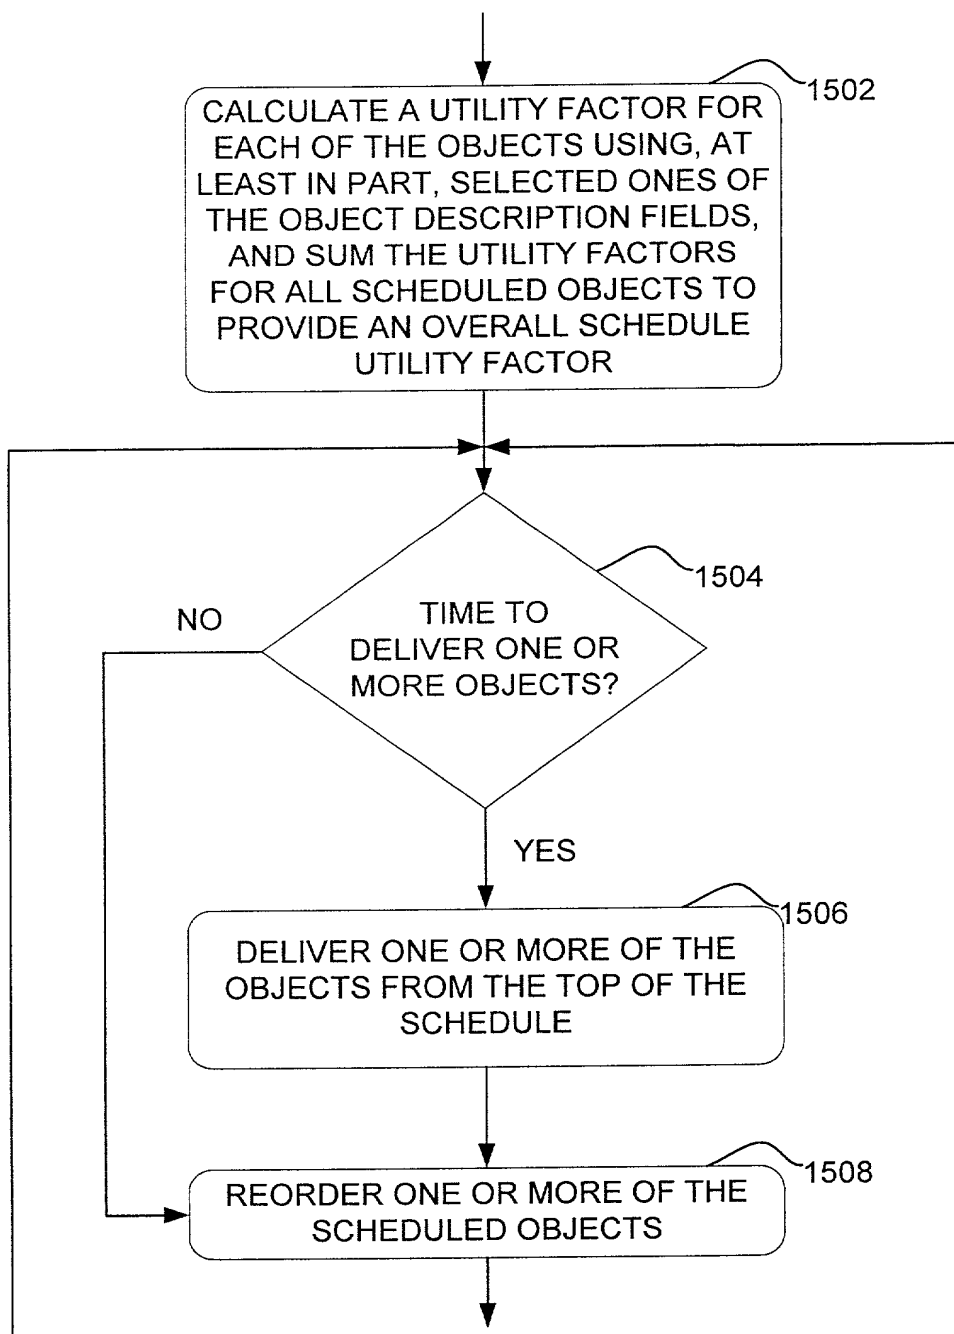 1502
CALCULATE A UTILITY FACTOR FOR
EACH OF THE OBJECTS USING, AT
LEAST IN PART, SELECTED ONES OF
THE OBJECT DESCRIPTION FIELDS,
AND SUM THE UTILITY FACTORS
FOR ALL SCHEDULED OBJECTS TO
PROVIDE AN OVERALL SCHEDULE
UTILITY FACTOR
1504
NO
TIME TO
DELIVER ONE OR
MORE OBJECTS?
YES
1506
DELIVER ONE OR MORE OF THE
OBJECTS FROM THE TOP OF THE
SCHEDULE
1508
REORDER ONE OR MORE OF THE
SCHEDULED OBJECTS